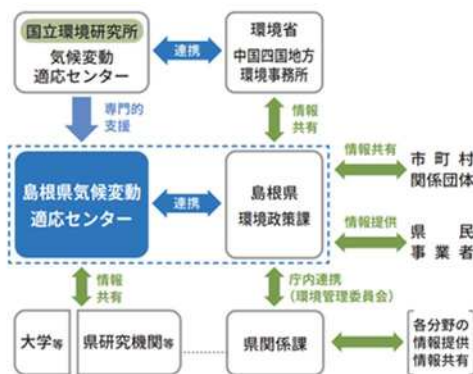 国立環境研究所
気候変動
適応センター
連携
環境省
中国四国地方
環境事務所
専門的
支援
情報
共有
島根県気候変動
適応センター
連携
島根県
環境政策課
情報共有
市町村
関係団体
情報提供
県民
事業者
情報
共有
庁内連携
（環境管理委員会）
大学等
県研究機関等
県関係課
各分野の
情報提供
情報共有